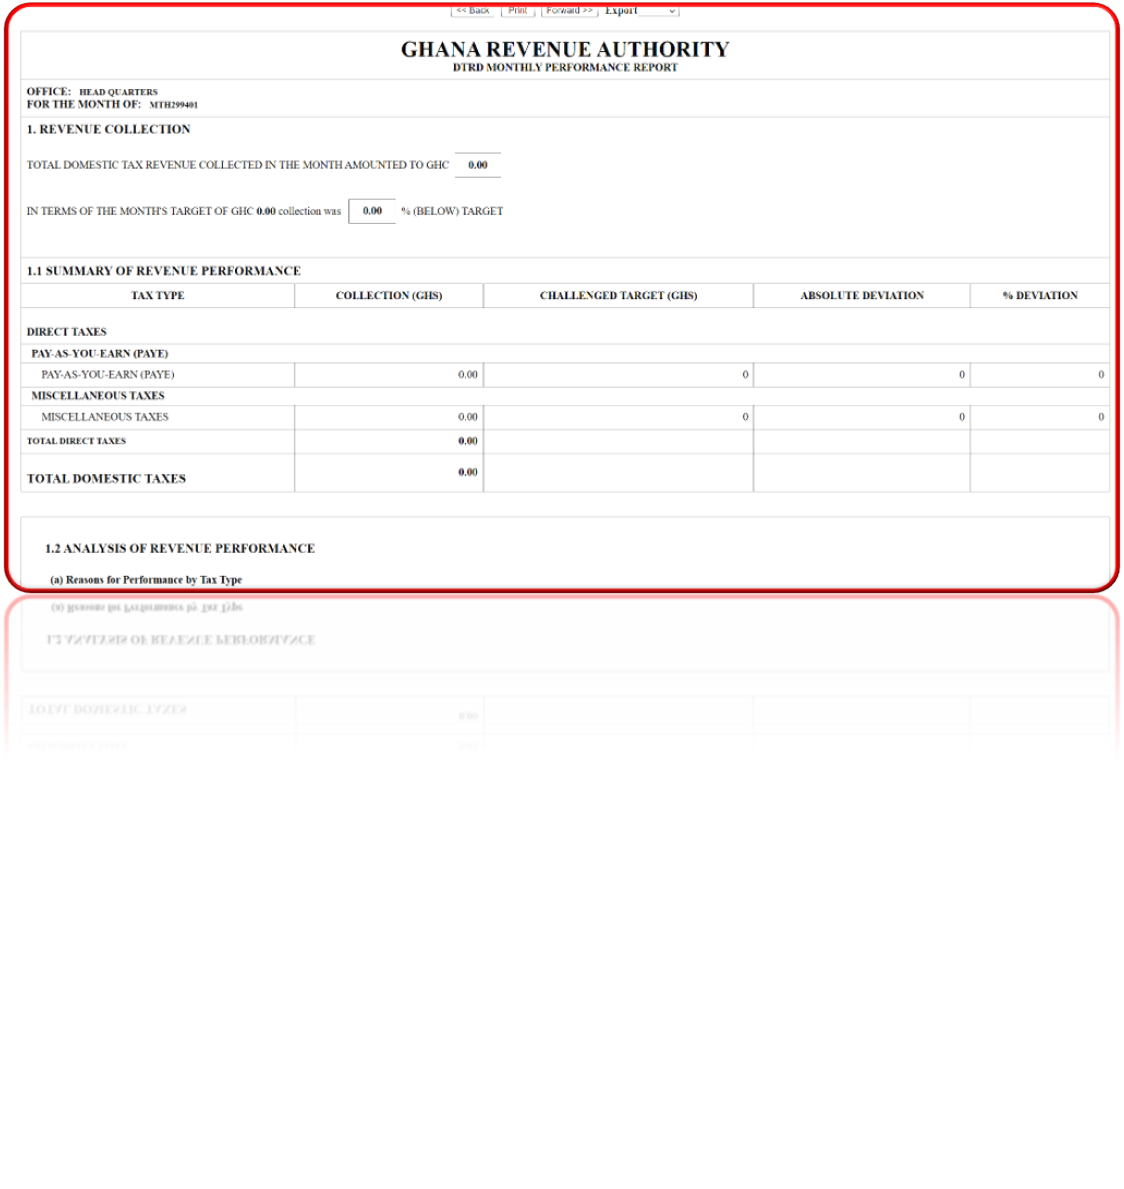 << Back Print Forward >> Export
GHANA REVENUE AUTHORITY
DTRD MONTHLY PERFORMANCE REPORT
OFFICE: HEAD QUARTERS
FOR THE MONTH OF: MTH299401
1. REVENUE COLLECTION
TOTAL DOMESTIC TAX REVENUE COLLECTED IN THE MONTH AMOUNTED TO GHC 0.00
IN TERMS OF THE MONTH'S TARGET OF GHC 0.00 collection was 0.00 % (BELOW) TARGET
1.1 SUMMARY OF REVENUE PERFORMANCE
TAX TYPE COLLECTION (GHS) CHALLENGED TARGET (GHS) ABSOLUTE DEVIATION % DEVIATION
DIRECT TAXES
PAY-AS-YOU-EARN (PAYE)
PAY-AS-YOU-EARN (PAYE) 0.00 0 0 0
MISCELLANEOUS TAXES
MISCELLANEOUS TAXES 0.00 0 0 0
TOTAL DIRECT TAXES 0.00
TOTAL DOMESTIC TAXES 0.00
1.2 ANALYSIS OF REVENUE PERFORMANCE
(a) Reasons for Performance by Tax Type